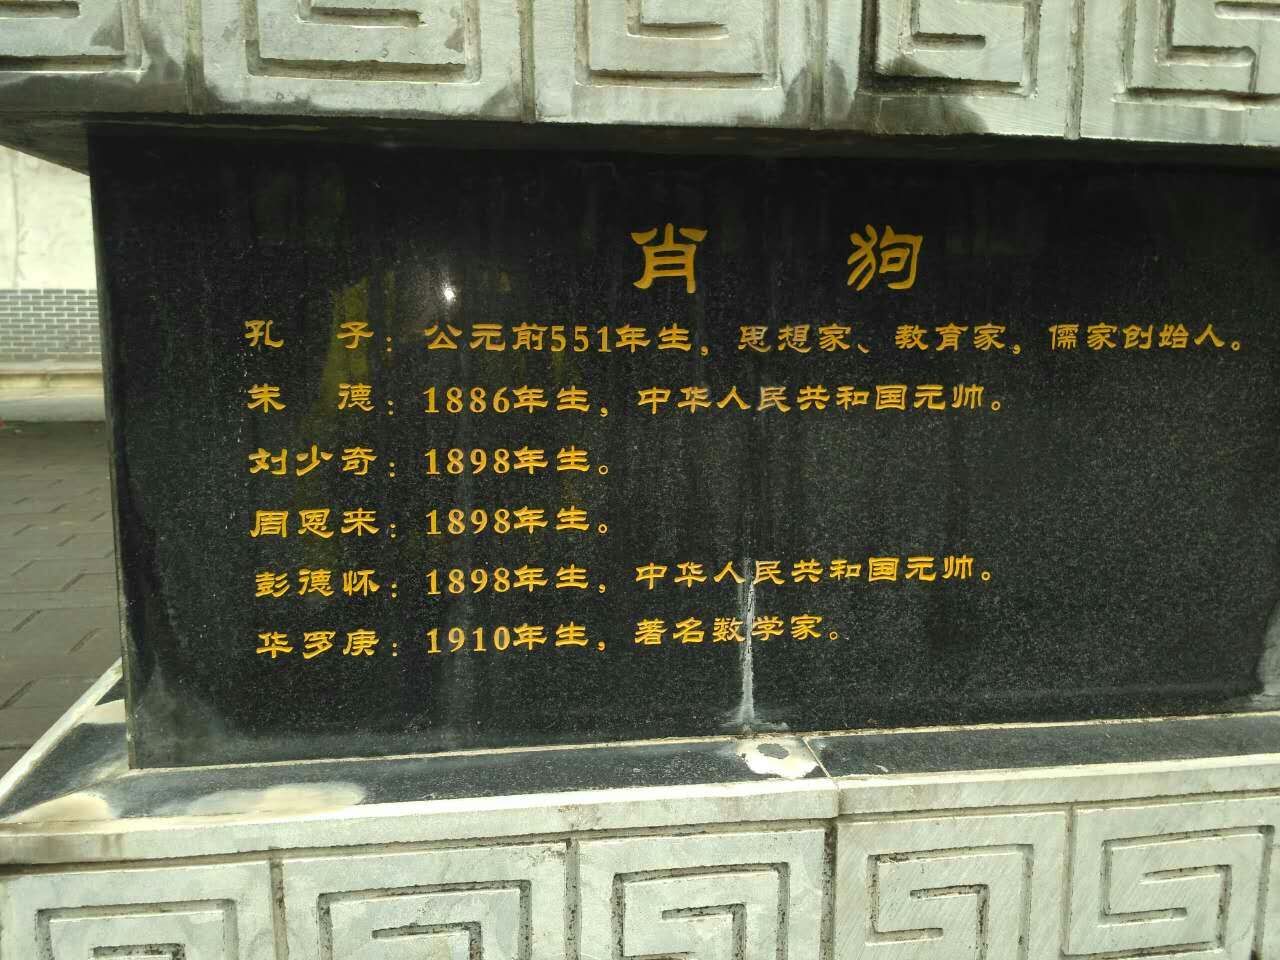 肖 狗
孔 子：公元前551年生，思想家、教育家，儒家创始人。
朱 德：1886年生，中华人民共和国元帅。
刘少奇：1898年生。
周恩来：1898年生。
彭德怀：1898年生，中华人民共和国元帅。
华罗庚：1910年生，著名数学家。